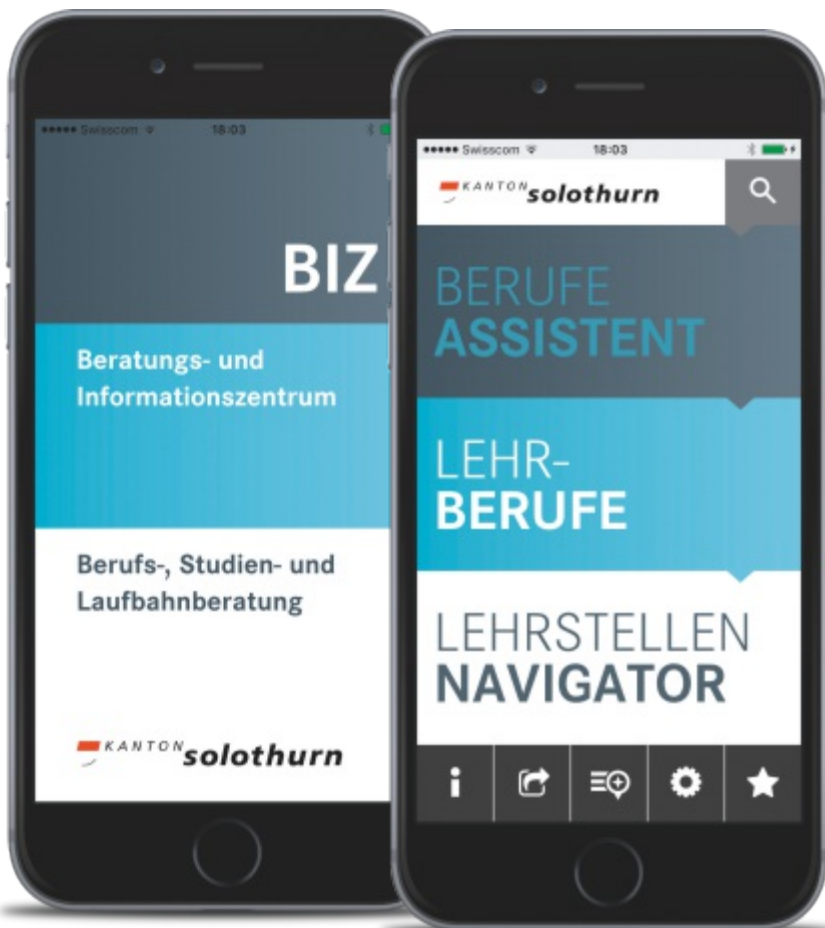 Swisscom
18:03
BIZ
Beratungs- und
Informationszentrum
Berufs-, Studien- und
Laufbahnberatung
KANTON solothurn
Swisscom
18:03
KANTON solothurn
BERUFE
ASSISTENT
LEHR-
BERUFE
LEHRSTELLEN
NAVIGATOR